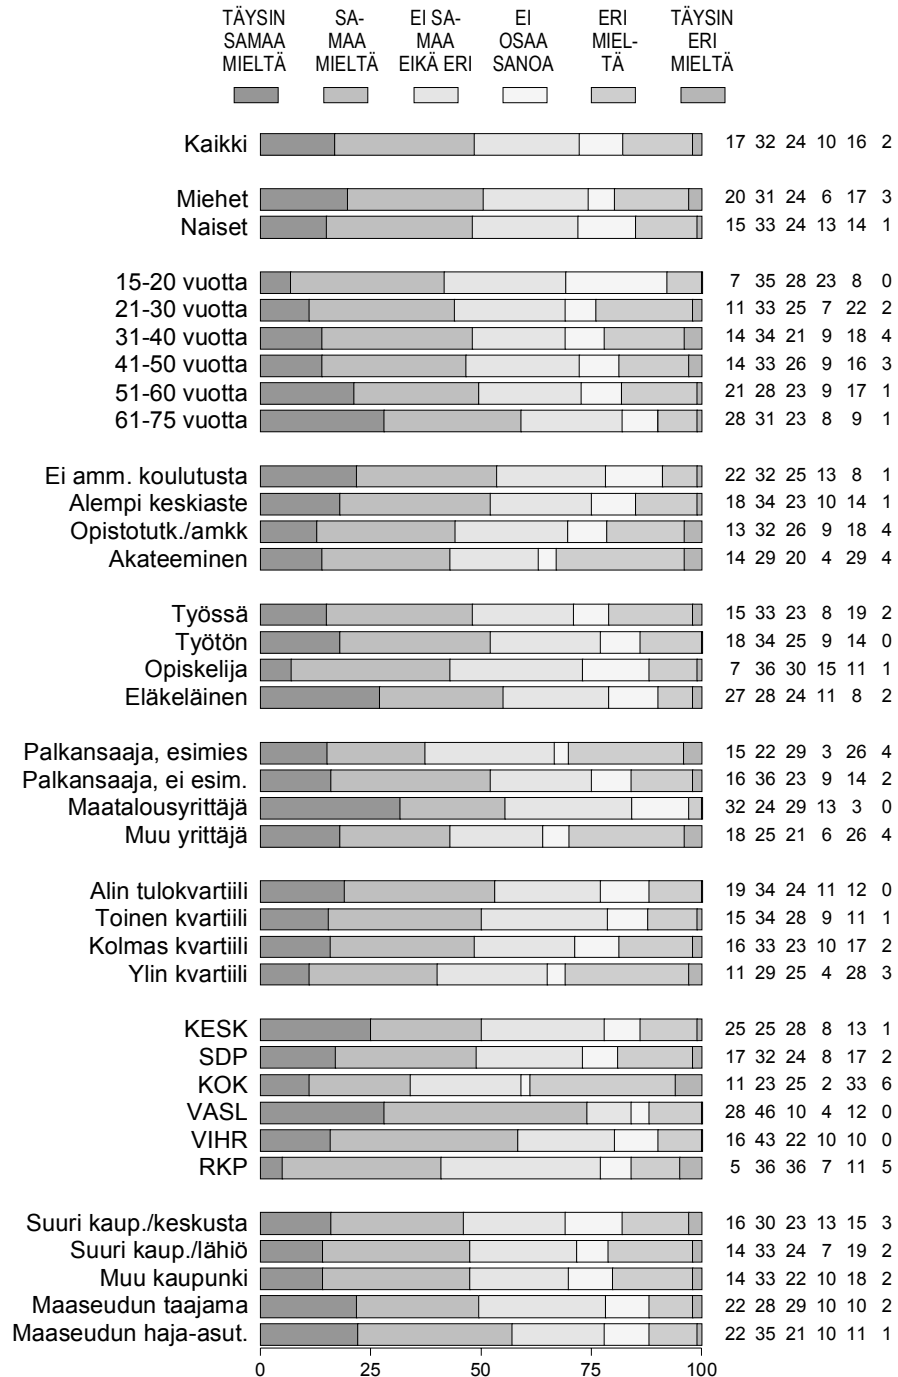 TÄYSIN SA- EI SA- EI ERI TÄYSIN
SAMAA MAA MAA OSAA MIEL- ERI
MIELTÄ MIELTÄ EIKÄ ERI SANOA TÄ MIELTÄ
Kaikki 17 32 24 10 16 2
Miehet 20 31 24 6 17 3
Naiset 15 33 24 13 14 1
15-20 vuotta 7 35 28 23 8 0
21-30 vuotta 11 33 25 7 22 2
31-40 vuotta 14 34 21 9 18 4
41-50 vuotta 14 33 26 9 16 3
51-60 vuotta 21 28 23 9 17 1
61-75 vuotta 28 31 23 8 9 1
Ei amm. koulutusta 22 32 25 13 8 1
Alempi keskiaste 18 34 23 10 14 1
Opistotutk./amkk 13 32 26 9 18 4
Akateeminen 14 29 20 4 29 4
Työssä 15 33 23 8 19 2
Työtön 18 34 25 9 14 0
Opiskelija 7 36 30 15 11 1
Eläkeläinen 27 28 24 11 8 2
Palkansaaja, esimies 15 22 29 3 26 4
Palkansaaja, ei esim. 16 36 23 9 14 2
Maatalousyrittäjä 32 24 29 13 3 0
Muu yrittäjä 18 25 21 6 26 4
Alin tulokvartiili 19 34 24 11 12 0
Toinen kvartiili 15 34 28 9 11 1
Kolmas kvartiili 16 33 23 10 17 2
Ylin kvartiili 11 29 25 4 28 3
KESK 25 25 28 8 13 1
SDP 17 32 24 8 17 2
KOK 11 23 25 2 33 6
VASL 28 46 10 4 12 0
VIHR 16 43 22 10 10 0
RKP 5 36 36 7 11 5
Suuri kaup./keskusta 16 30 23 13 15 3
Suuri kaup./lähiö 14 33 24 7 19 2
Muu kaupunki 14 33 22 10 18 2
Maaseudun taajama 22 28 29 10 10 2
Maaseudun haja-asut. 22 35 21 10 11 1
0 25 50 75 100